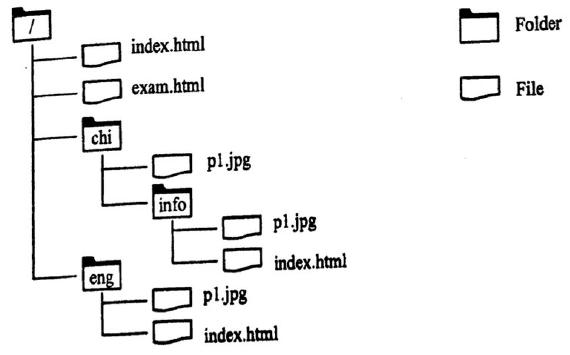 /
Folder
index.html
exam.html
File
chi
p1.jpg
info
p1.jpg
index.html
eng
p1.jpg
index.html